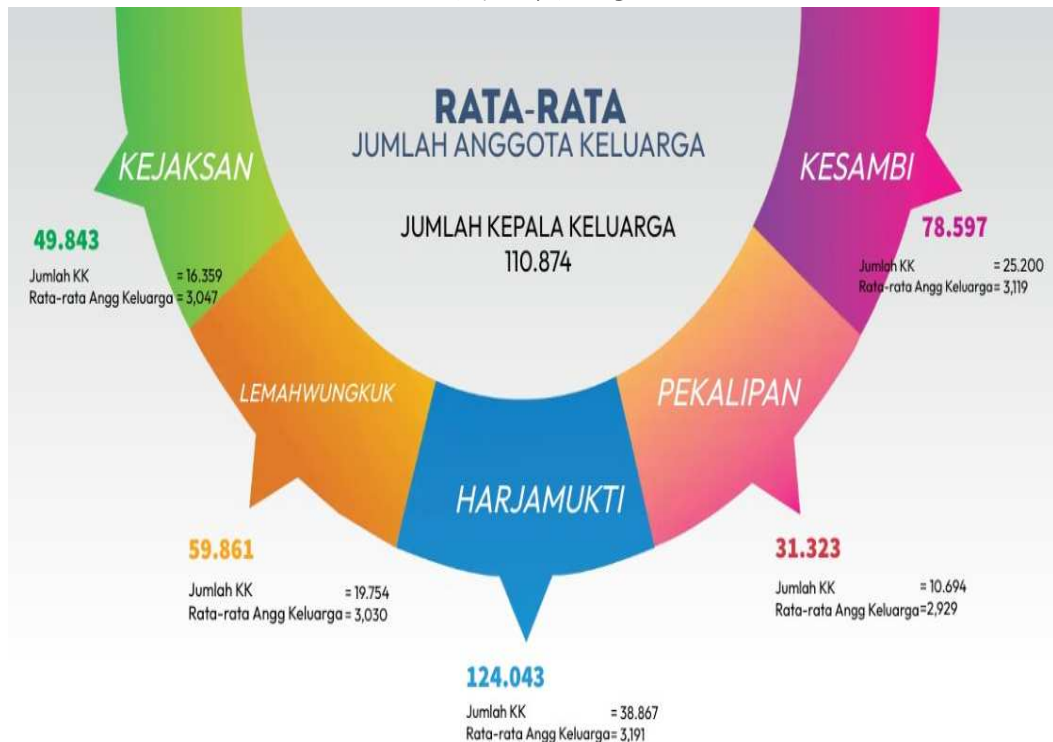 RATA-RATA
JUMLAH ANGGOTA KELUARGA
JUMLAH KEPALA KELUARGA
110.874
KEJAKSAN
49.843
Jumlah KK = 16.359
Rata-rata Angg Keluarga = 3,047
LEMAHWUNGKUK
59.861
Jumlah KK = 19.754
Rata-rata Angg Keluarga = 3,030
HARJAMUKTI
124.043
Jumlah KK = 38.867
Rata-rata Angg Keluarga = 3,191
PEKALIPAN
31.323
Jumlah KK = 10.694
Rata-rata Angg Keluarga=2,929
KESAMBI
78.597
Jumlah KK = 25.200
Rata-rata Angg Keluarga= 3,119